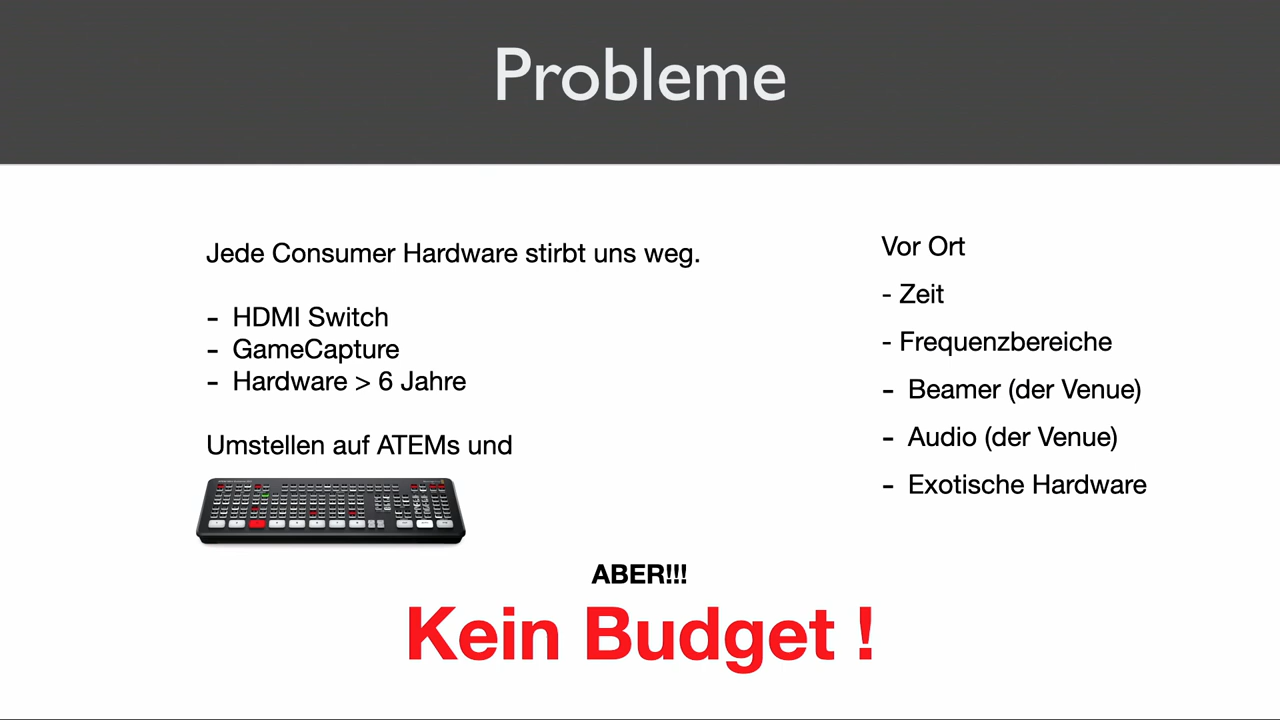 Probleme
Jede Consumer Hardware stirbt uns weg.
- HDMI Switch
- GameCapture
- Hardware > 6 Jahre
Umstellen auf ATEMs und
Vor Ort
- Zeit
- Frequenzbereiche
- Beamer (der Venue)
- Audio (der Venue)
- Exotische Hardware
ABER!!!
Kein Budget !